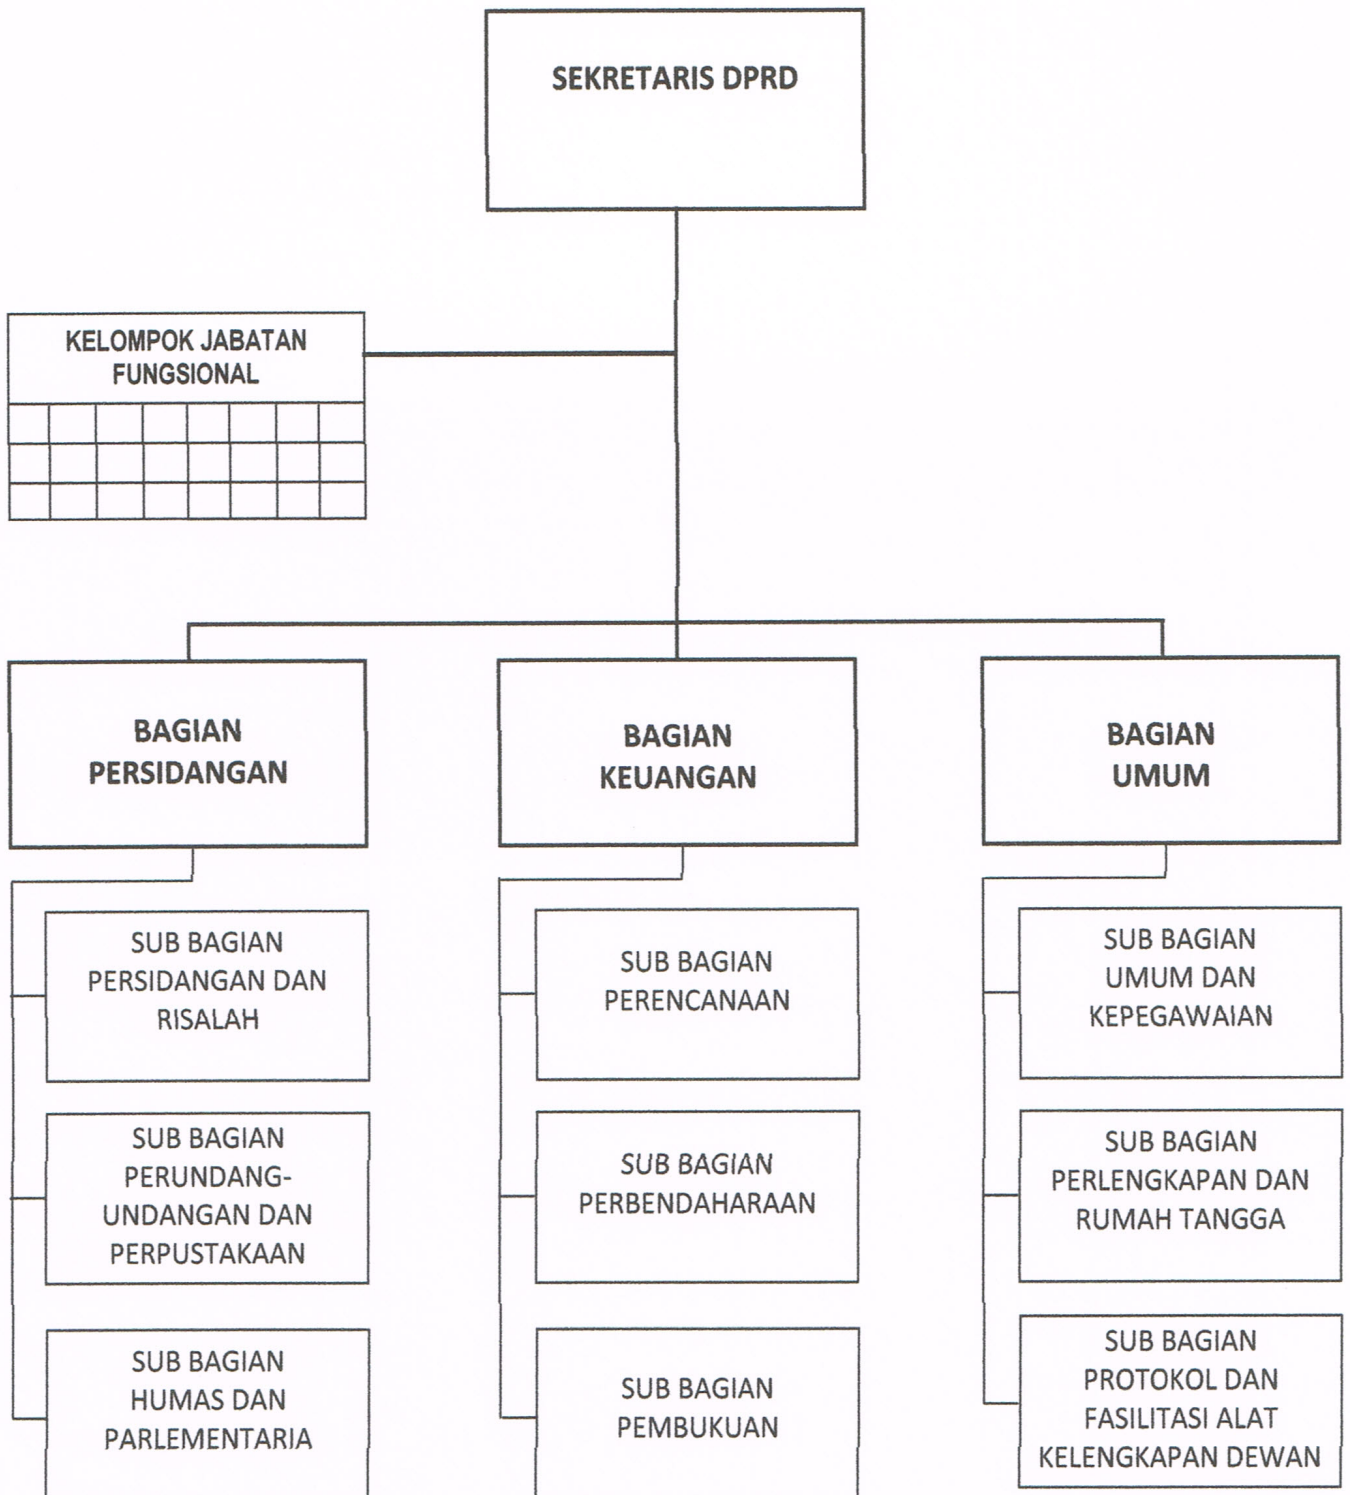 SEKRETARIS DPRD
KELOMPOK JABATAN
FUNGSIONAL
BAGIAN
PERSIDANGAN
BAGIAN
KEUANGAN
BAGIAN
UMUM
SUB BAGIAN
PERSIDANGAN DAN
RISALAH
SUB BAGIAN
PERENCANAAN
SUB BAGIAN
UMUM DAN
KEPEGAWAIAN
SUB BAGIAN
PERUNDANG-
UNDANGAN DAN
PERPUSTAKAAN
SUB BAGIAN
PERBENDAHARAAN
SUB BAGIAN
PERLENGKAPAN DAN
RUMAH TANGGA
SUB BAGIAN
HUMAS DAN
PARLEMENTARIA
SUB BAGIAN
PEMBUKUAN
SUB BAGIAN
PROTOKOL DAN
FASILITASI ALAT
KELENGKAPAN DEWAN